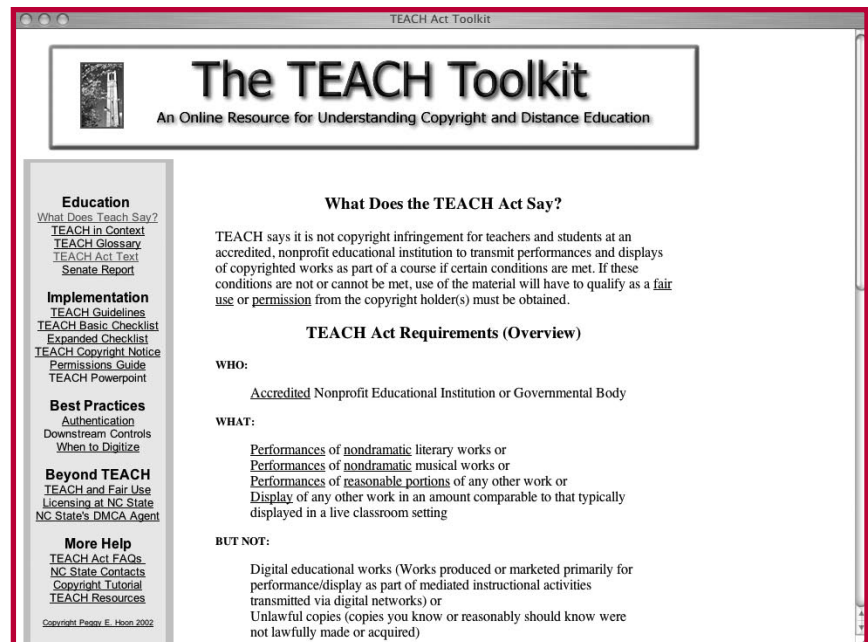 TEACH Act Toolkit
The TEACH Toolkit
An Online Resource for Understanding Copyright and Distance Education
Education
What Does Teach Say?
TEACH in Context
TEACH Glossary
TEACH Act Text
Senate Report
Implementation
TEACH Guidelines
TEACH Basic Checklist
Expanded Checklist
TEACH Copyright Notice
Permissions Guide
TEACH Powerpoint
Best Practices
Authentication
Downstream Controls
When to Digitize
Beyond TEACH
TEACH and Fair Use
Licensing at NC State
NC State's DMCA Agent
More Help
TEACH Act FAQs
NC State Contacts
Copyright Tutorial
TEACH Resources
Copyright Peggy E. Hoon 2002
What Does the TEACH Act Say?
TEACH says it is not copyright infringement for teachers and students at an
accredited, nonprofit educational institution to transmit performances and displays
of copyrighted works as part of a course if certain conditions are met. If these
conditions are not or cannot be met, use of the material will have to qualify as a fair
use or permission from the copyright holder(s) must be obtained.
TEACH Act Requirements (Overview)
WHO:
Accredited Nonprofit Educational Institution or Governmental Body
WHAT:
Performances of nondramatic literary works or
Performances of nondramatic musical works or
Performances of reasonable portions of any other work or
Display of any other work in an amount comparable to that typically
displayed in a live classroom setting
BUT NOT:
Digital educational works (Works produced or marketed primarily for
performance/display as part of mediated instructional activities
transmitted via digital networks) or
Unlawful copies (copies you know or reasonably should know were
not lawfully made or acquired)